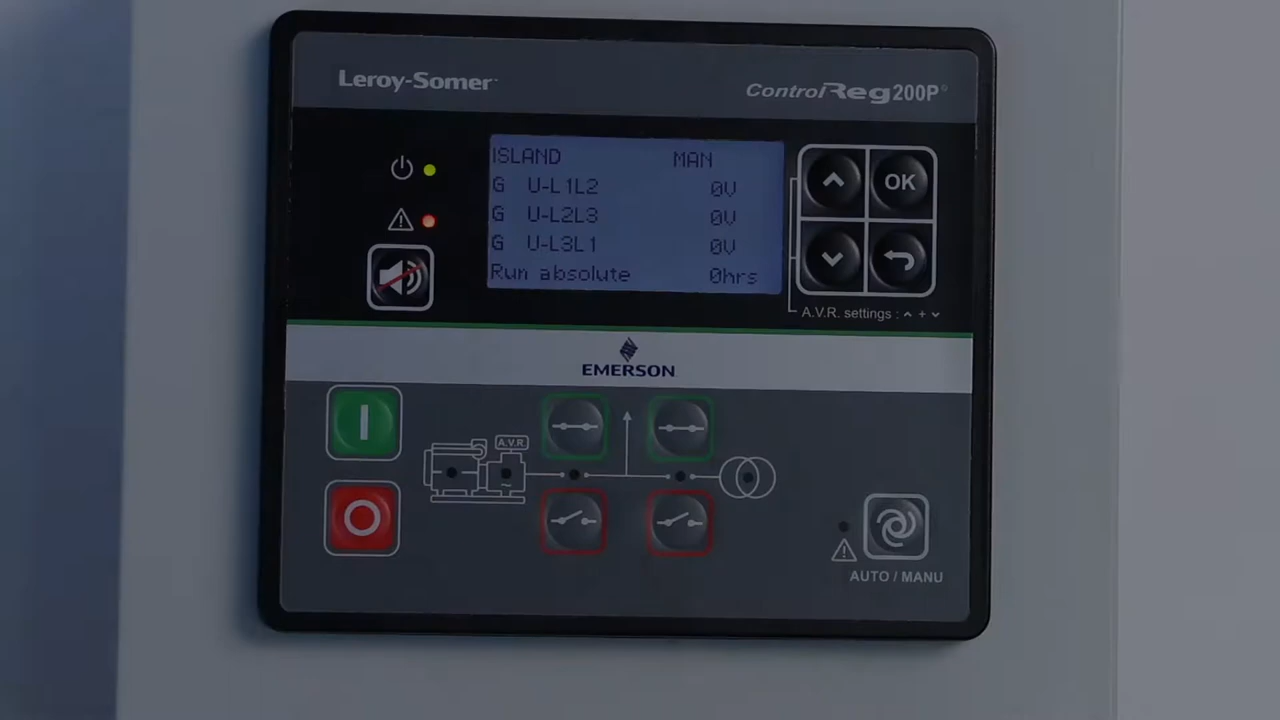 Leroy-Somer
ControlReg200P
ISLAND MAN
G U-L1L2 0V
G U-L2L3 0V
G U-L3L1 0V
Run absolute 0hrs
OK
A.V.R. settings : ^ + v
EMERSON
A.V.R.
AUTO / MANU